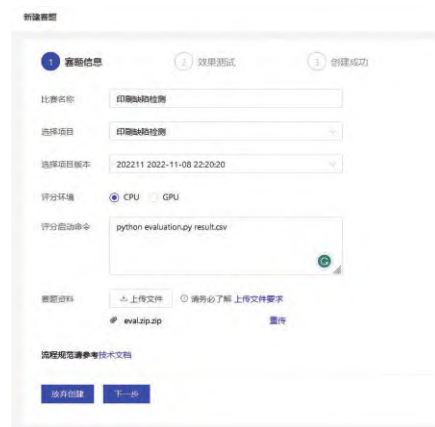 新建赛题
1 赛题信息 2 效果测试 3 创建成功
比赛名称 印刷缺陷检测
选择项目 印刷缺陷检测
选择项目版本 202211 2022-11-08 22:20:20
评分环境 CPU GPU
评分启动命令 python evaluation.py result.csv
赛题资料 上传文件 请务必了解 上传文件要求
eval.zip.zip 重传
流程规范请参考技术文档
放弃创建 下一步